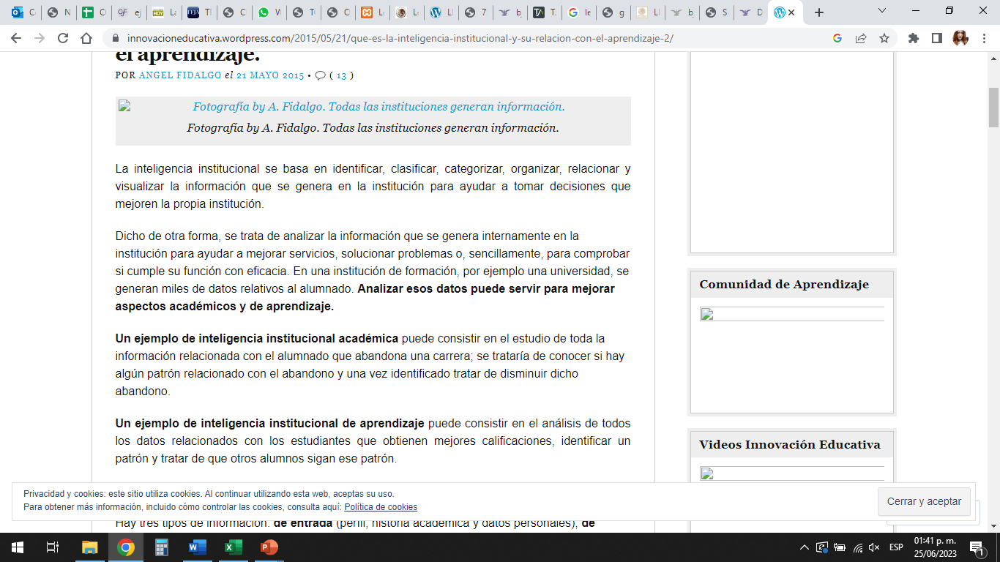 C
N
C
ej
La
Tl
C
W
Tu
C
Le
Le
Ll
7
b
T.
le
g
Ll
b
Se
D
innovacioneducativa.wordpress.com/2015/05/21/que-es-la-inteligencia-institucional-y-su-relacion-con-el-aprendizaje-2/
el aprendizaje.
POR ANGEL FIDALGO el 21 MAYO 2015 • ( 13 )
Fotografía by A. Fidalgo. Todas las instituciones generan información.
Fotografía by A. Fidalgo. Todas las instituciones generan información.
La inteligencia institucional se basa en identificar, clasificar, categorizar, organizar, relacionar y
visualizar la información que se genera en la institución para ayudar a tomar decisiones que
mejoren la propia institución.
Dicho de otra forma, se trata de analizar la información que se genera internamente en la
institución para ayudar a mejorar servicios, solucionar problemas o, sencillamente, para comprobar
si cumple su función con eficacia. En una institución de formación, por ejemplo una universidad, se
generan miles de datos relativos al alumnado. Analizar esos datos puede servir para mejorar
aspectos académicos y de aprendizaje.
Un ejemplo de inteligencia institucional académica puede consistir en el estudio de toda la
información relacionada con el alumnado que abandona una carrera; se trataría de conocer si hay
algún patrón relacionado con el abandono y una vez identificado tratar de disminuir dicho
abandono.
Un ejemplo de inteligencia institucional de aprendizaje puede consistir en el análisis de todos
los datos relacionados con los estudiantes que obtienen mejores calificaciones, identificar un
patrón y tratar de que otros alumnos sigan ese patrón.
Hay tres tipos de información: de entrada (perfil, historia académica y datos personales), de
Comunidad de Aprendizaje
Videos Innovación Educativa
Privacidad y cookies: este sitio utiliza cookies. Al continuar utilizando esta web, aceptas su uso.
Para obtener más información, incluido cómo controlar las cookies, consulta aquí: Política de cookies
Cerrar y aceptar
ESP
01:41 p. m.
25/06/2023
1